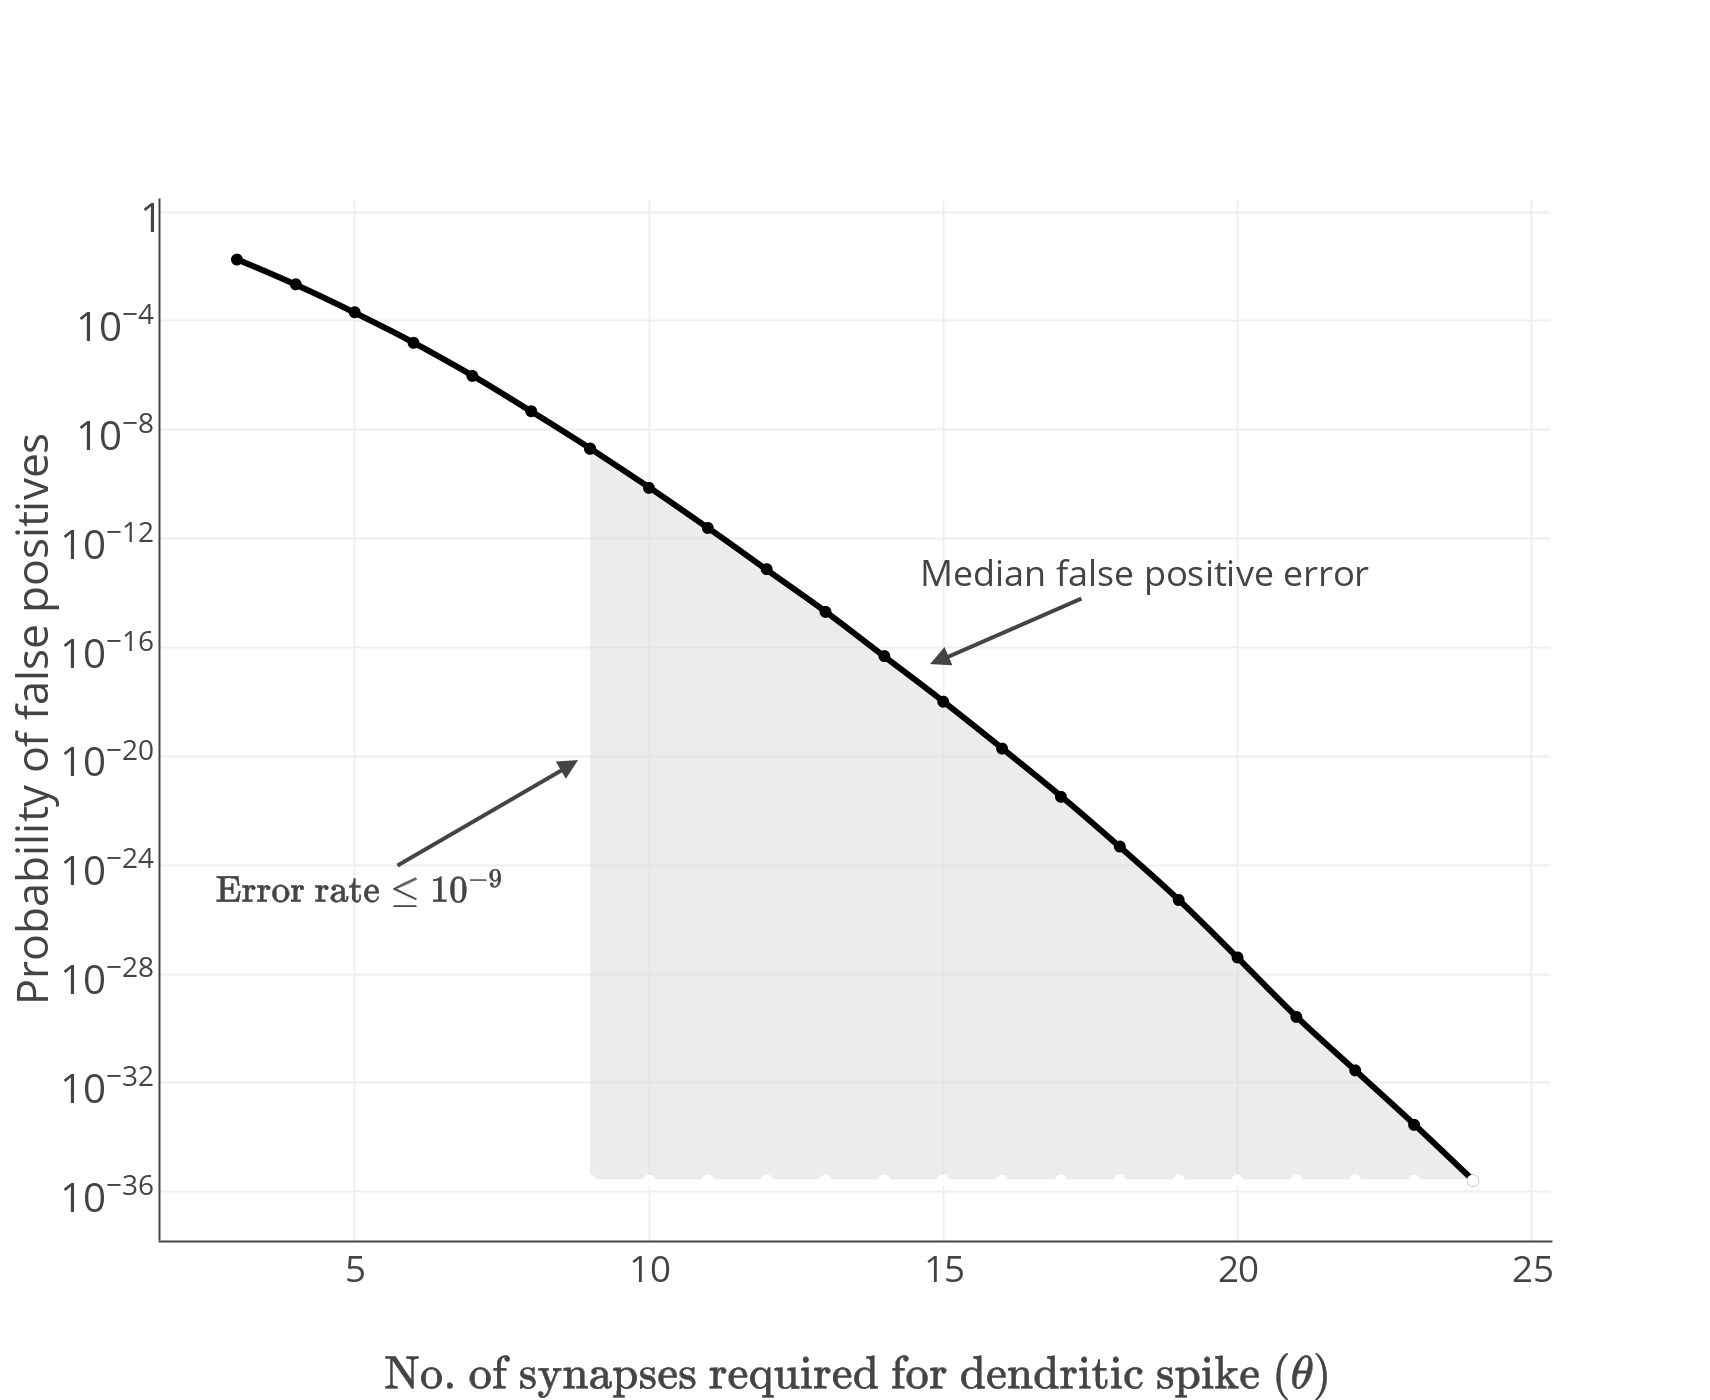 1
10⁻⁴
10⁻⁸
10⁻¹²
10⁻¹⁶
10⁻²⁰
10⁻²⁴
10⁻²⁸
10⁻³²
10⁻³⁶
Probability of false positives
Median false positive error
Error rate ≤ 10⁻⁹
5 10 15 20 25
No. of synapses required for dendritic spike (θ)